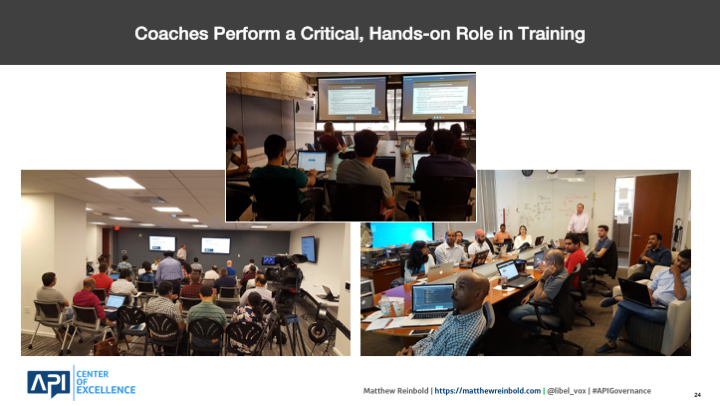 Coaches Perform a Critical, Hands-on Role in Training
API CENTER
OF
EXCELLENCE
Matthew Reinbold | https://matthewreinbold.com | @libel_vox | #APIGovernance
24